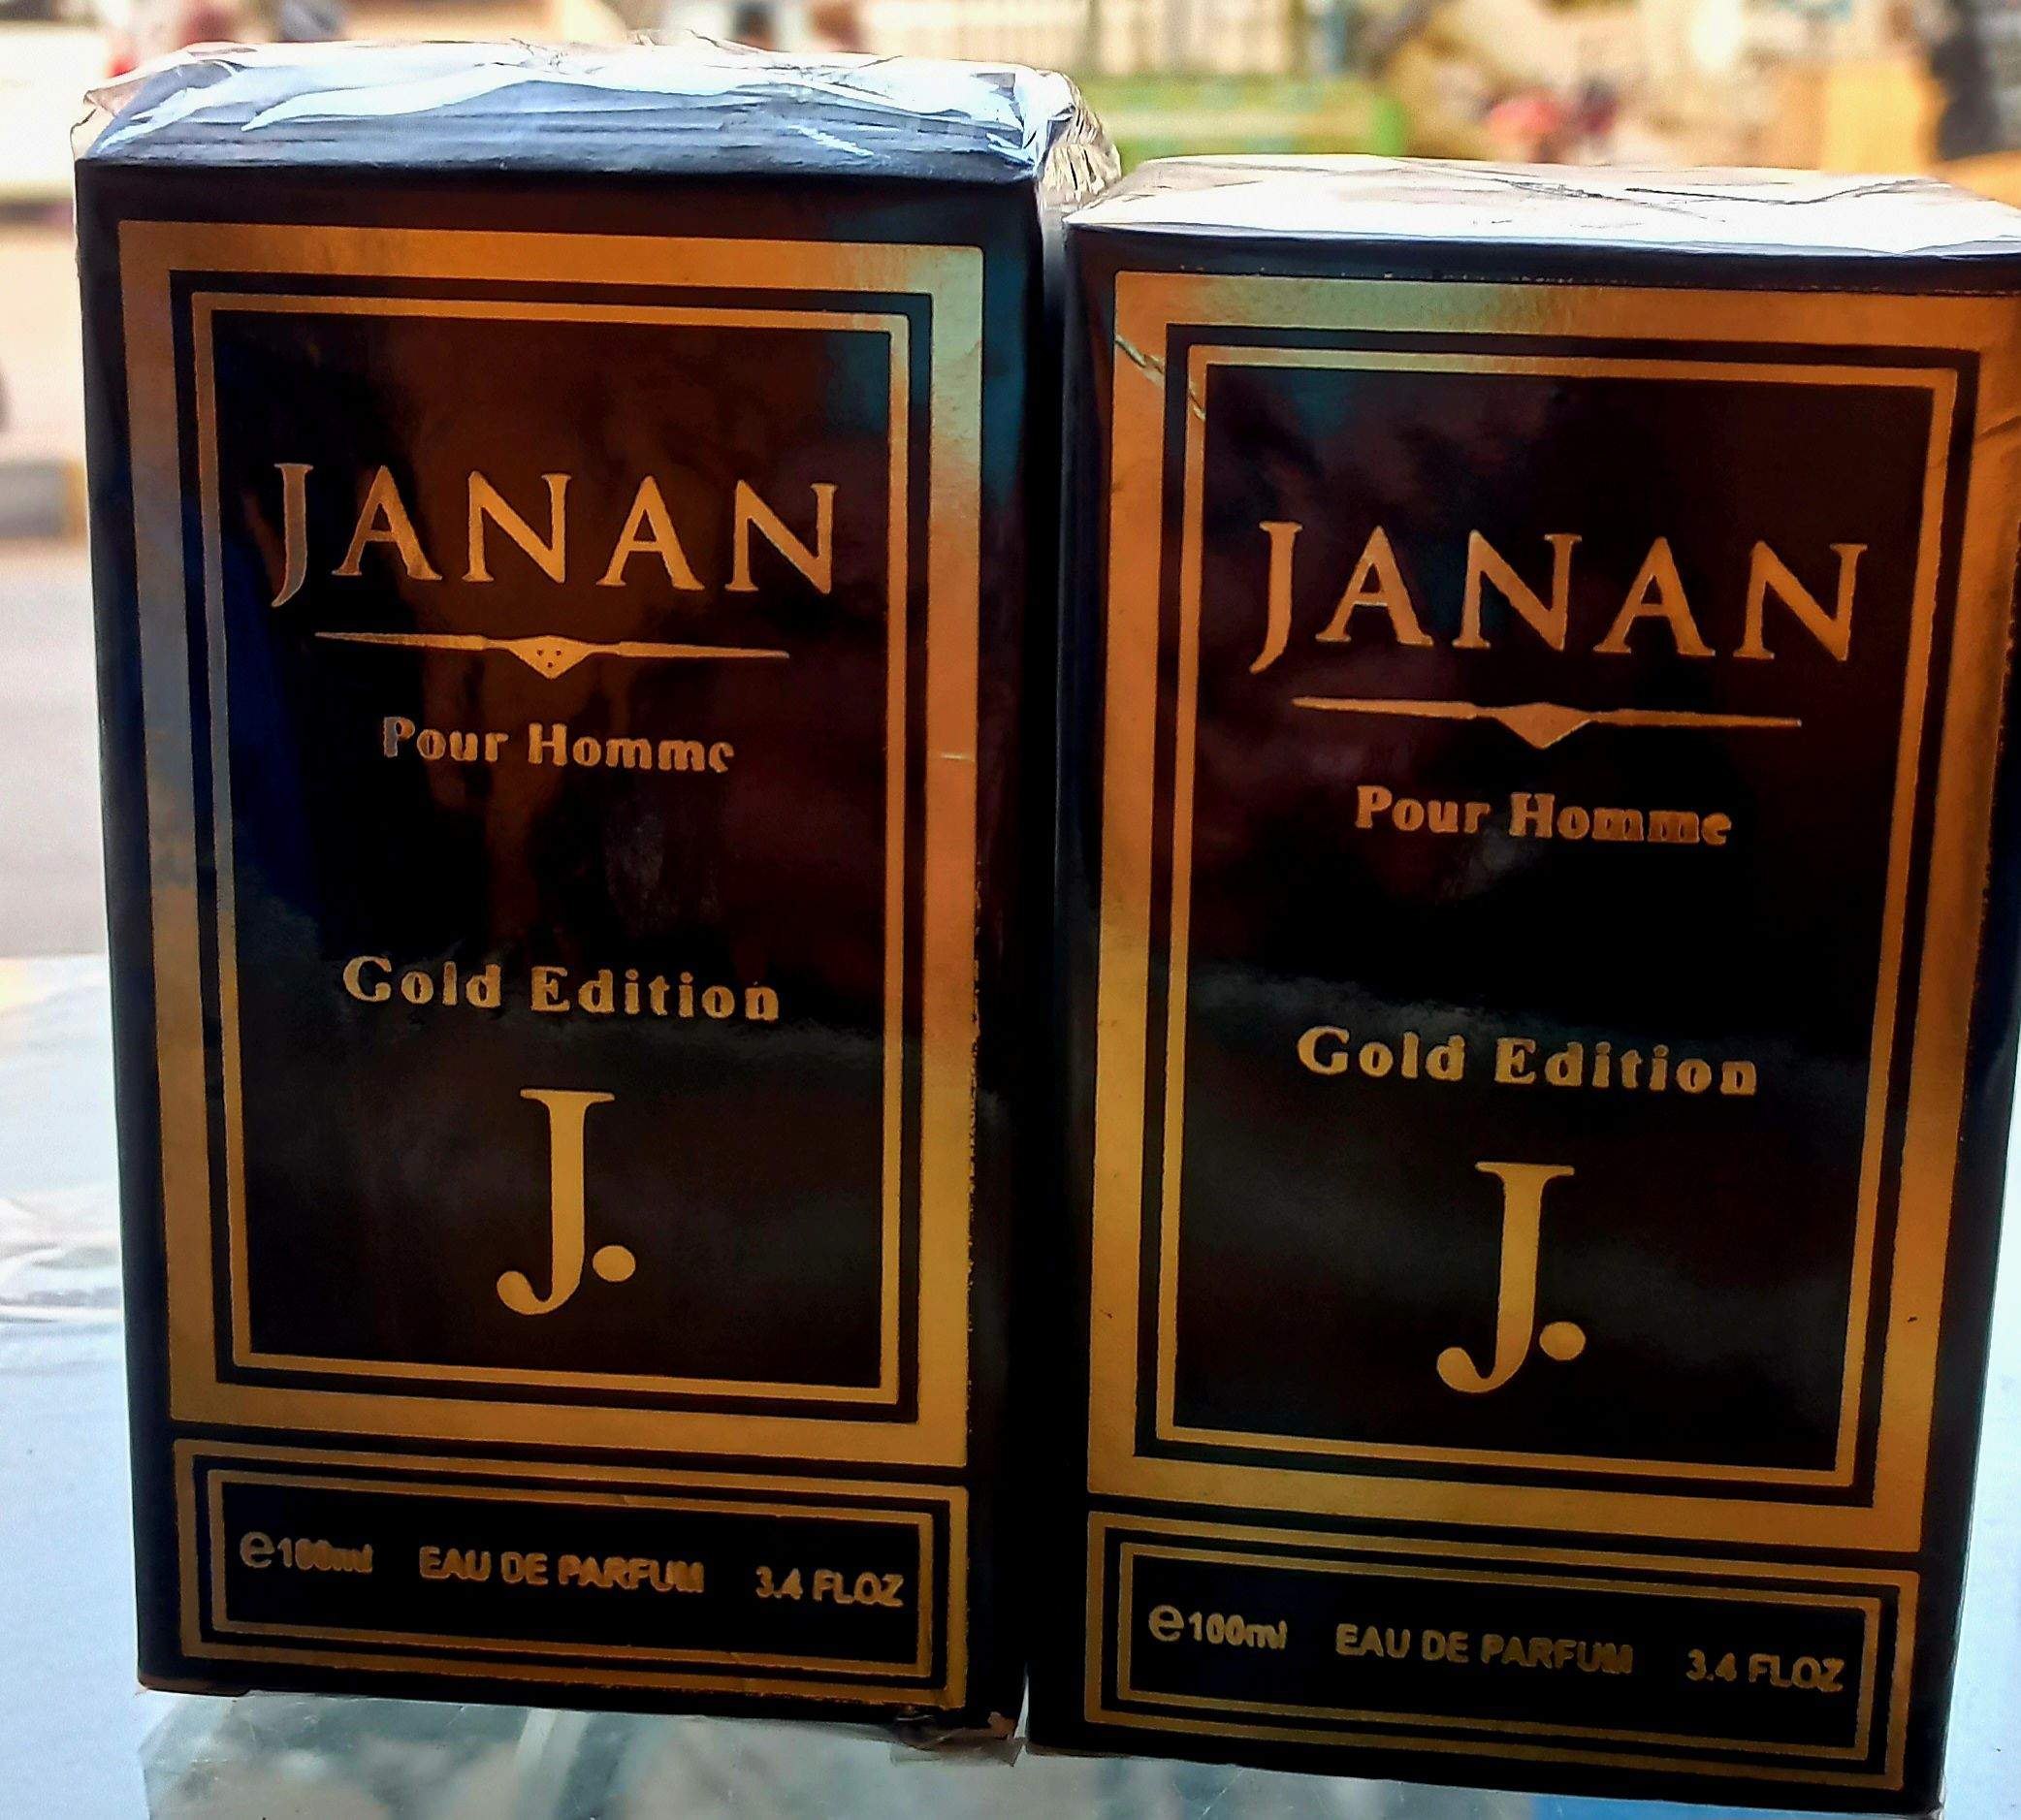 JANAN
Pour Homme
Gold Edition
J.
e100ml EAU DE PARFUM 3.4 FLOZ
JANAN
Pour Homme
Gold Edition
J.
e100ml EAU DE PARFUM 3.4 FLOZ